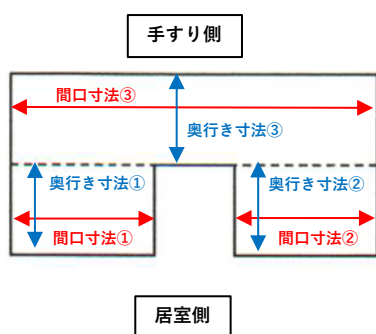 手すり側
間口寸法③
奥行き寸法③
奥行き寸法①
奥行き寸法②
間口寸法①
間口寸法②
居室側